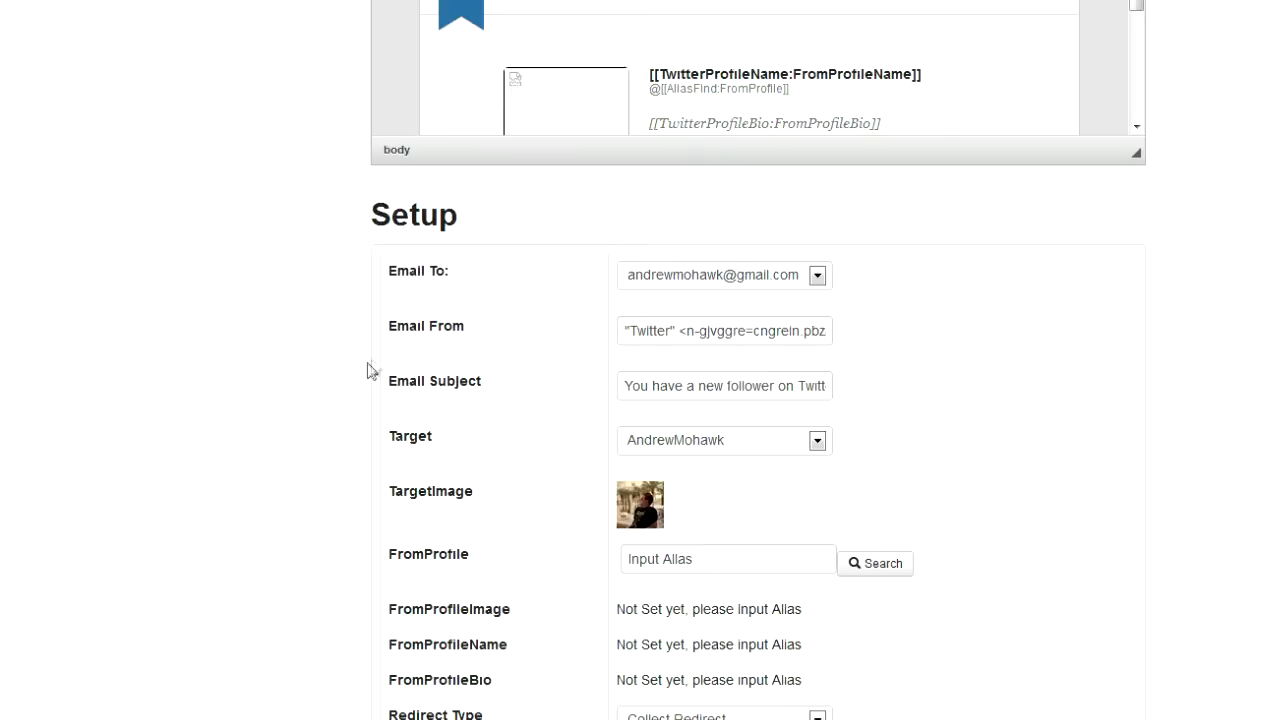 [[TwitterProfileName:FromProfileName]]
@[[AliasFind:FromProfile]]
[[TwitterProfileBio:FromProfileBio]]
body
Setup
Email To:
andrewmohawk@gmail.com
Email From
"Twitter" <n-gjvggre=cngrein.pbz
Email Subject
You have a new follower on Twitt
Target
AndrewMohawk
TargetImage
FromProfile
Input Alias
Search
FromProfileImage
Not Set yet, please input Alias
FromProfileName
Not Set yet, please input Alias
FromProfileBio
Not Set yet, please input Alias
Redirect Type
Collect Redirect